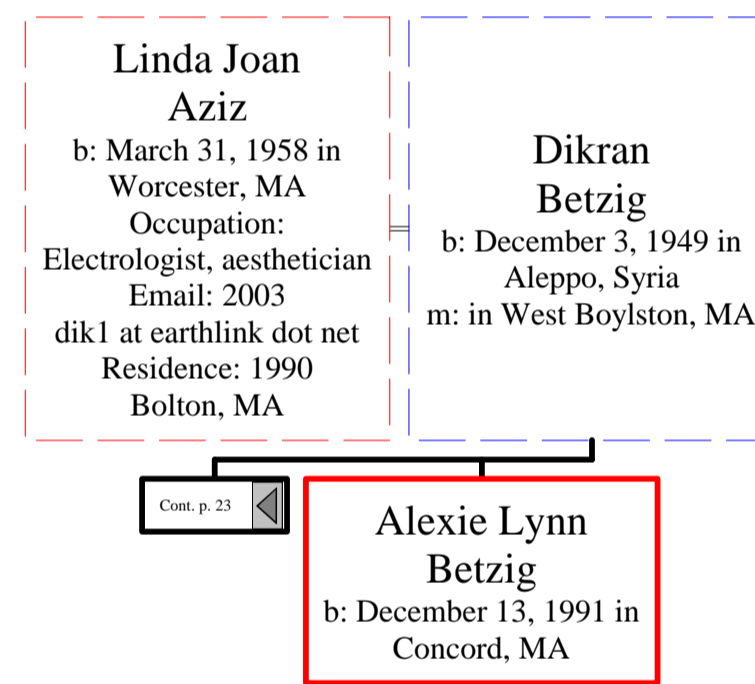 Linda Joan
Aziz
b: March 31, 1958 in
Worcester, MA
Occupation:
Electrologist, aesthetician
Email: 2003
dik1 at earthlink dot net
Residence: 1990
Bolton, MA
Dikran
Betzig
b: December 3, 1949 in
Aleppo, Syria
m: in West Boylston, MA
Cont. p. 23
Alexie Lynn
Betzig
b: December 13, 1991 in
Concord, MA